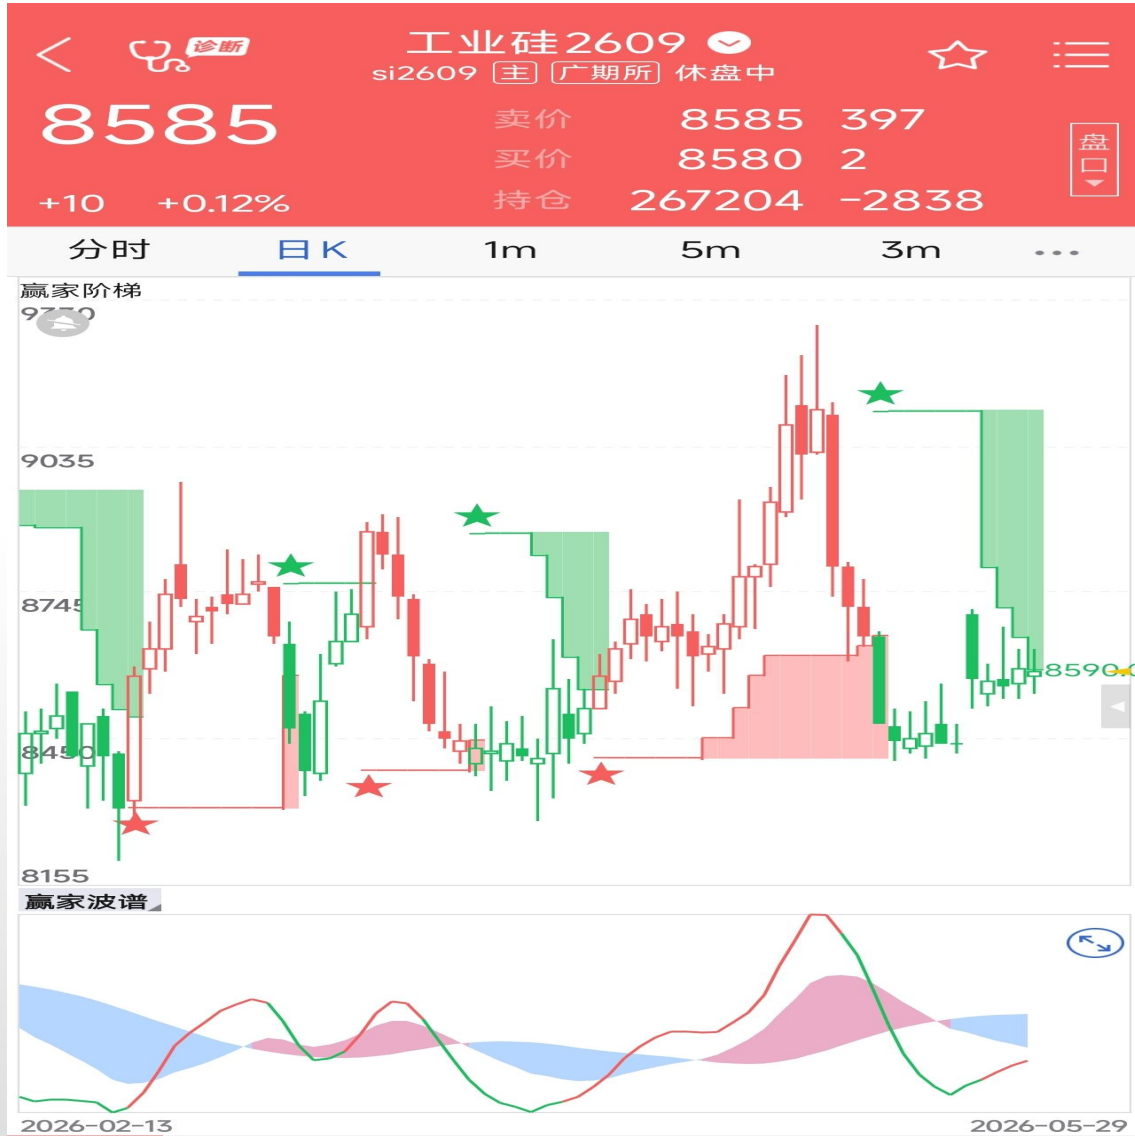 工业硅2609
诊断
si2609 主 广期所 休盘中
8585
卖价 8585 397
买价 8580 2
+10 +0.12%
持仓 267204 -2838
盘口
分时 日K 1m 5m 3m
赢家阶梯
9035
8745
8590.0
8450
8155
赢家波谱
2026-02-13 2026-05-29